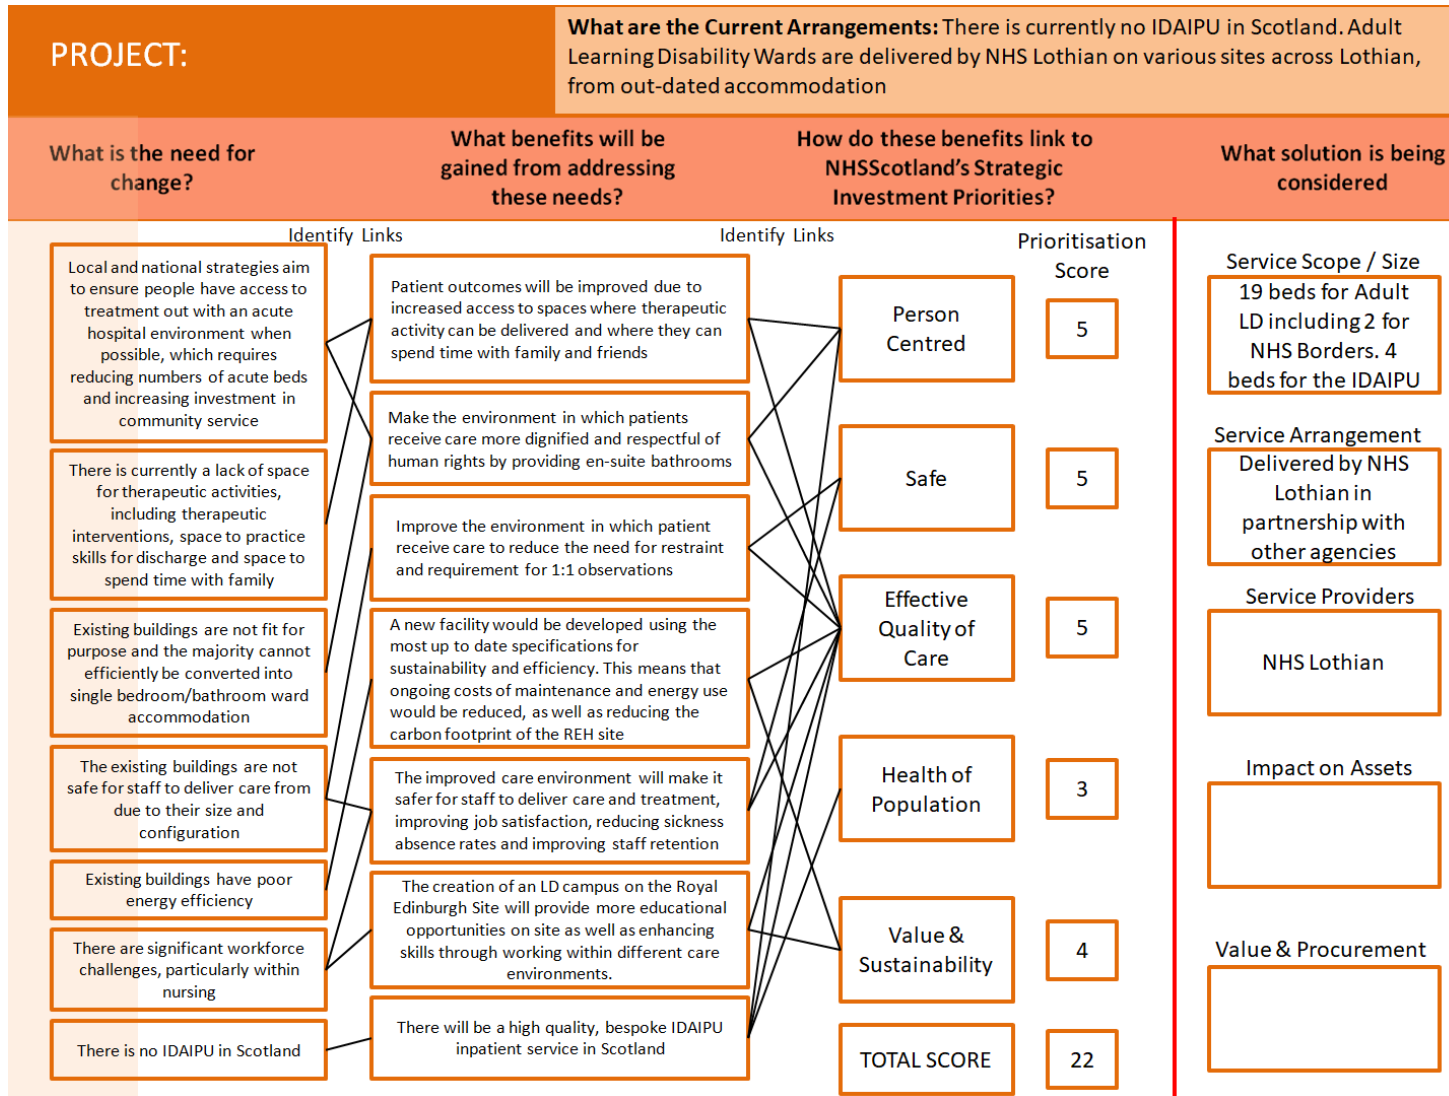 PROJECT:
What are the Current Arrangements: There is currently no IDAIPU in Scotland. Adult
Learning Disability Wards are delivered by NHS Lothian on various sites across Lothian,
from out-dated accommodation
What is the need for
change?
What benefits will be
gained from addressing
these needs?
How do these benefits link to
NHSScotland's Strategic
Investment Priorities?
What solution is being
considered
Identify Links
Local and national strategies aim
to ensure people have access to
treatment out with an acute
hospital environment when
possible, which requires
reducing numbers of acute beds
and increasing investment in
community service
There is currently a lack of space
for therapeutic activities,
including therapeutic
interventions, space to practice
skills for discharge and space to
spend time with family
Existing buildings are not fit for
purpose and the majority cannot
efficiently be converted into
single bedroom/bathroom ward
accommodation
The existing buildings are not
safe for staff to deliver care from
due to their size and
configuration
Existing buildings have poor
energy efficiency
There are significant workforce
challenges, particularly within
nursing
There is no IDAIPU in Scotland
Patient outcomes will be improved due to
increased access to spaces where therapeutic
activity can be delivered and where they can
spend time with family and friends
Make the environment in which patients
receive care more dignified and respectful of
human rights by providing en-suite bathrooms
Improve the environment in which patient
receive care to reduce the need for restraint
and requirement for 1:1 observations
A new facility would be developed using the
most up to date specifications for
sustainability and efficiency. This means that
ongoing costs of maintenance and energy use
would be reduced, as well as reducing the
carbon footprint of the REH site
The improved care environment will make it
safer for staff to deliver care and treatment,
improving job satisfaction, reducing sickness
absence rates and improving staff retention
The creation of an LD campus on the Royal
Edinburgh Site will provide more educational
opportunities on site as well as enhancing
skills through working within different care
environments.
There will be a high quality, bespoke IDAIPU
inpatient service in Scotland
Identify Links
Prioritisation
Score
Person
Centred
5
Safe
5
Effective
Quality of
Care
5
Health of
Population
3
Value &
Sustainability
4
TOTAL SCORE
22
Service Scope / Size
19 beds for Adult
LD including 2 for
NHS Borders. 4
beds for the IDAIPU
Service Arrangement
Delivered by NHS
Lothian in
partnership with
other agencies
Service Providers
NHS Lothian
Impact on Assets
Value & Procurement